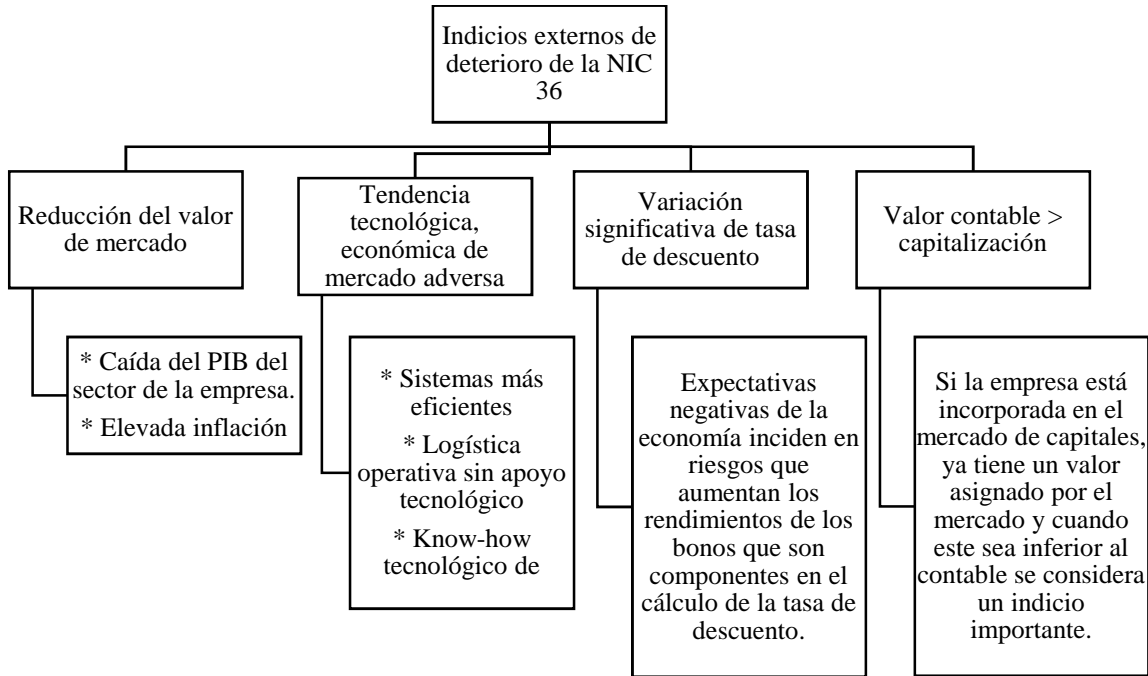 Indicios externos de
deterioro de la NIC
36
Reducción del valor
de mercado
Tendencia
tecnológica,
económica de
mercado adversa
Variación
significativa de tasa
de descuento
Valor contable >
capitalización
* Caída del PIB del
sector de la empresa.
* Elevada inflación
* Sistemas más
eficientes
* Logística
operativa sin apoyo
tecnológico
* Know-how
tecnológico de
Expectativas
negativas de la
economía inciden en
riesgos que
aumentan los
rendimientos de los
bonos que son
componentes en el
cálculo de la tasa de
descuento.
Si la empresa está
incorporada en el
mercado de capitales,
ya tiene un valor
asignado por el
mercado y cuando
este sea inferior al
contable se considera
un indicio
importante.